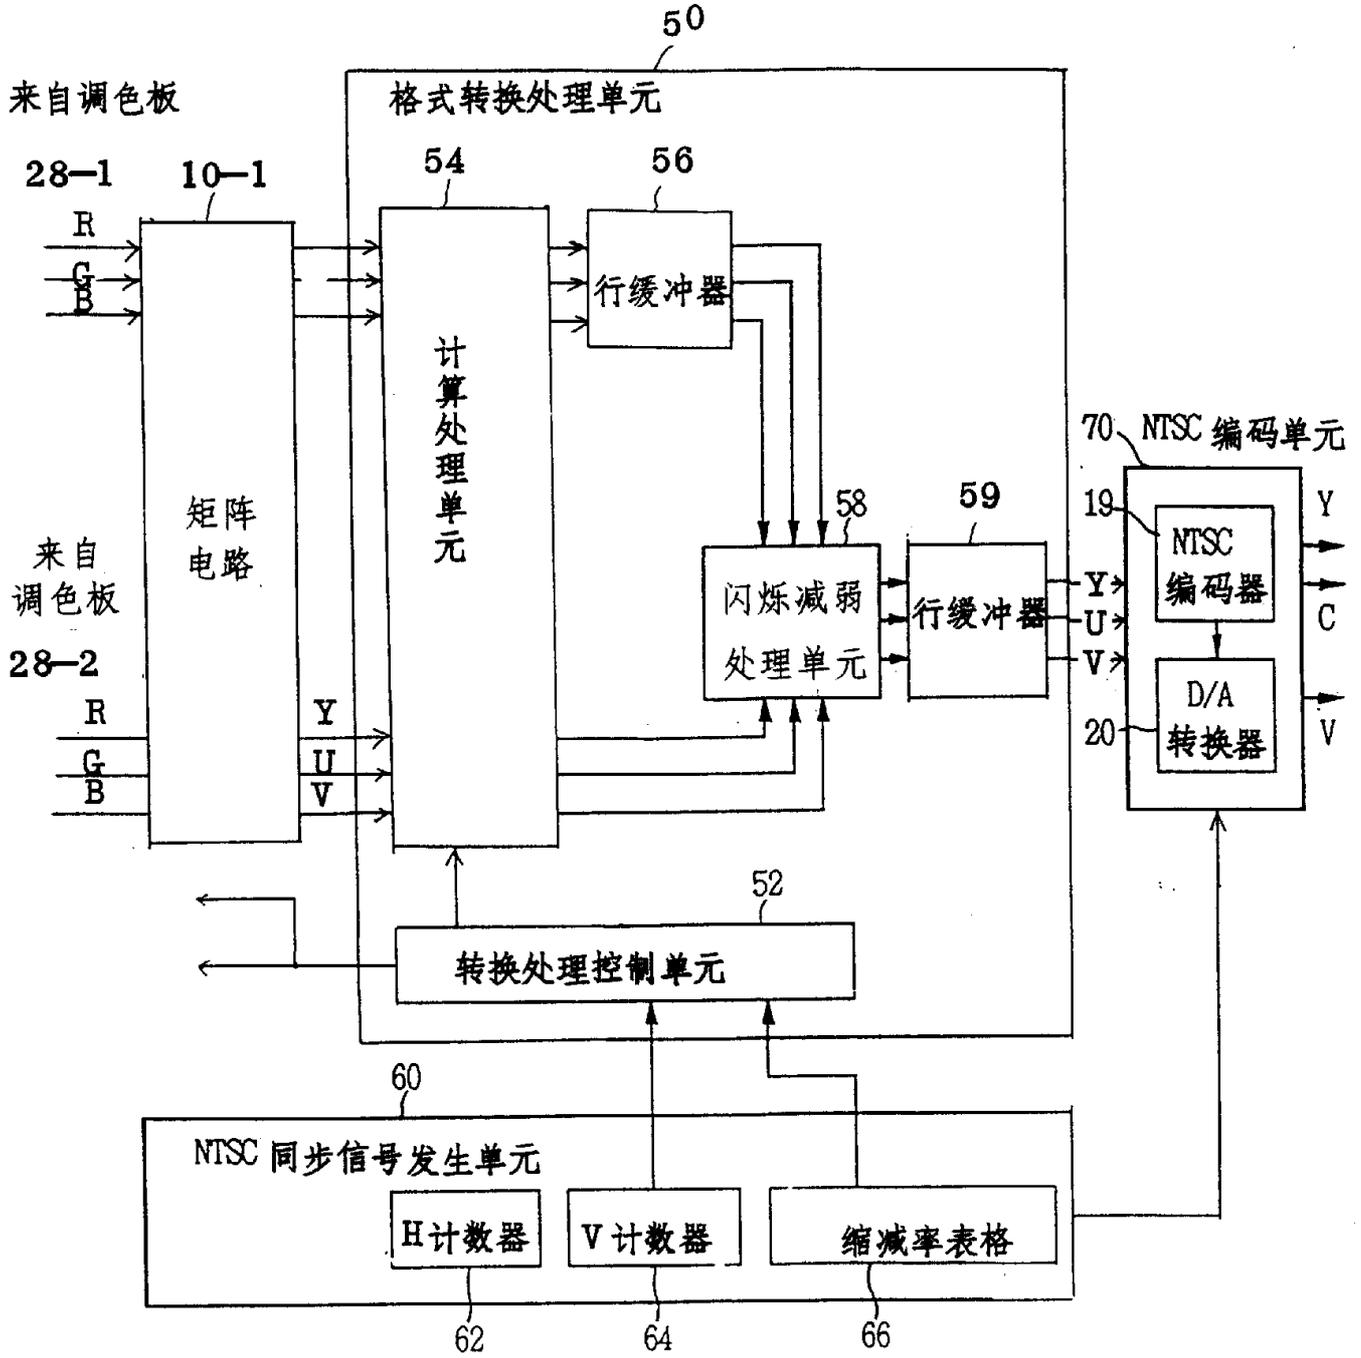 50
来自调色板
格式转换处理单元
28-1
10-1
54
56
R
G
B
行缓冲器
计算处理单元
70
NTSC 编码单元
矩阵
电路
58
59
19
Y
来自
调色板
28-2
NTSC
编码器
闪烁减弱
处理单元
行缓冲器
Y
U
V
C
R
G
B
Y
U
V
D/A
转换器
20
V
52
转换处理控制单元
60
NTSC 同步信号发生单元
H 计数器
V 计数器
缩减率表格
62
64
66